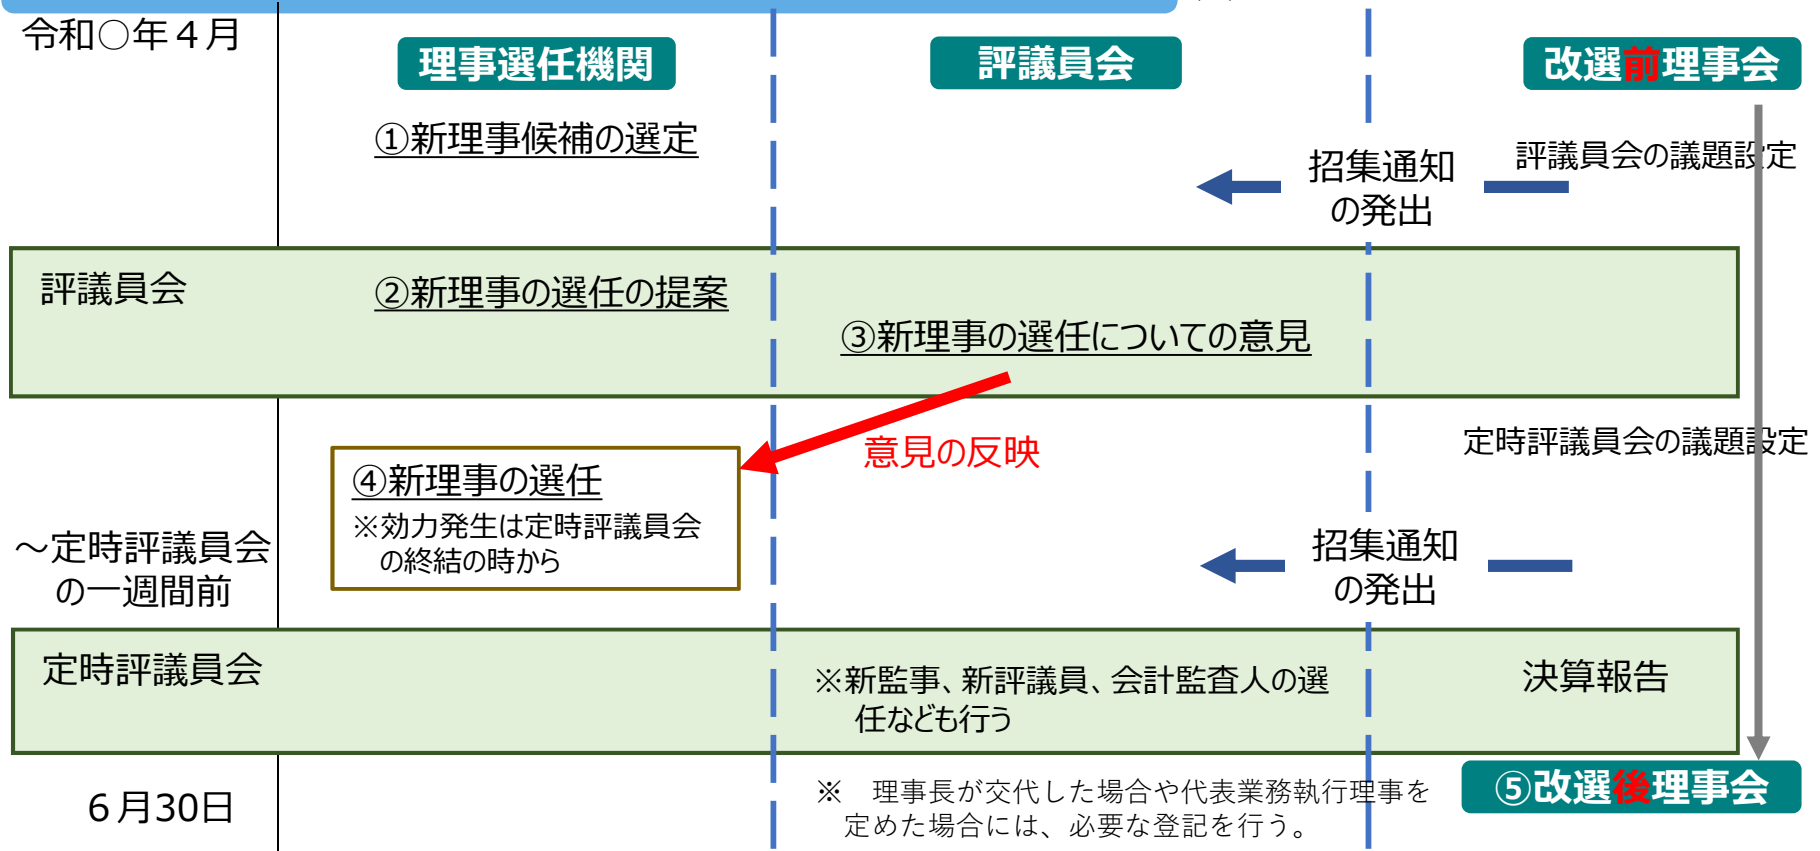 令和○年４月
理事選任機関
評議員会
改選前理事会
①新理事候補の選定
評議員会の議題設定
招集通知
の発出
評議員会
②新理事の選任の提案
③新理事の選任についての意見
意見の反映
定時評議員会の議題設定
④新理事の選任
※効力発生は定時評議員会
の終結の時から
～定時評議員会
の一週間前
招集通知
の発出
定時評議員会
※新監事、新評議員、会計監査人の選
任なども行う
決算報告
６月30日
※　理事長が交代した場合や代表業務執行理事を
定めた場合には、必要な登記を行う。
⑤改選後理事会